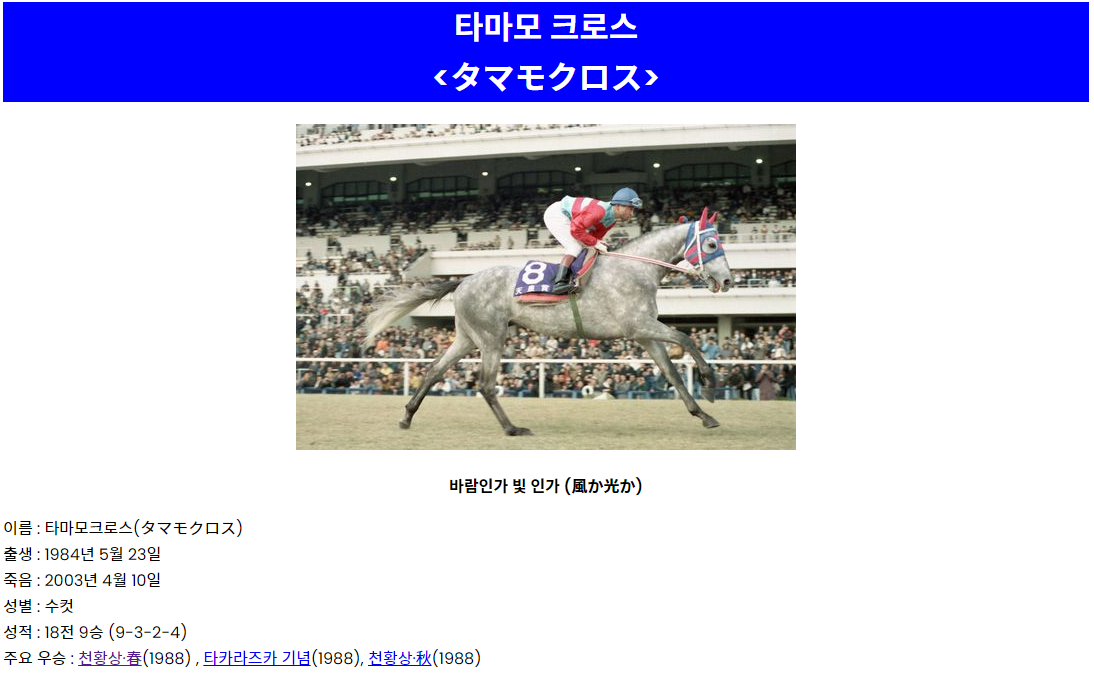 타마모 크로스
<タマモクロス>
8
天皇賞
바람인가 빛 인가 (風か光か)
이름 : 타마모크로스(タマモクロス)
출생 : 1984년 5월 23일
죽음 : 2003년 4월 10일
성별 : 수컷
성적 : 18전 9승 (9-3-2-4)
주요 우승 : 천황상·春(1988) , 타카라즈카 기념(1988), 천황상·秋(1988)